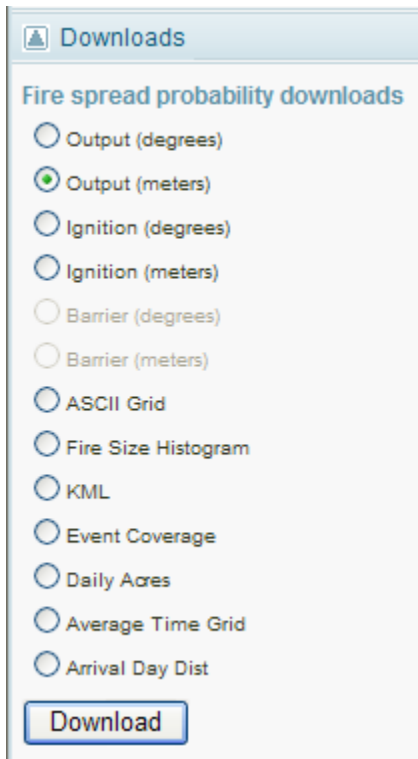 Downloads
Fire spread probability downloads
Output (degrees)
Output (meters)
Ignition (degrees)
Ignition (meters)
Barrier (degrees)
Barrier (meters)
ASCII Grid
Fire Size Histogram
KML
Event Coverage
Daily Acres
Average Time Grid
Arrival Day Dist
Download